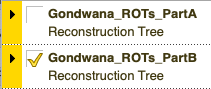 Gondwana_ROTs_PartA
Reconstruction Tree
Gondwana_ROTs_PartB
Reconstruction Tree